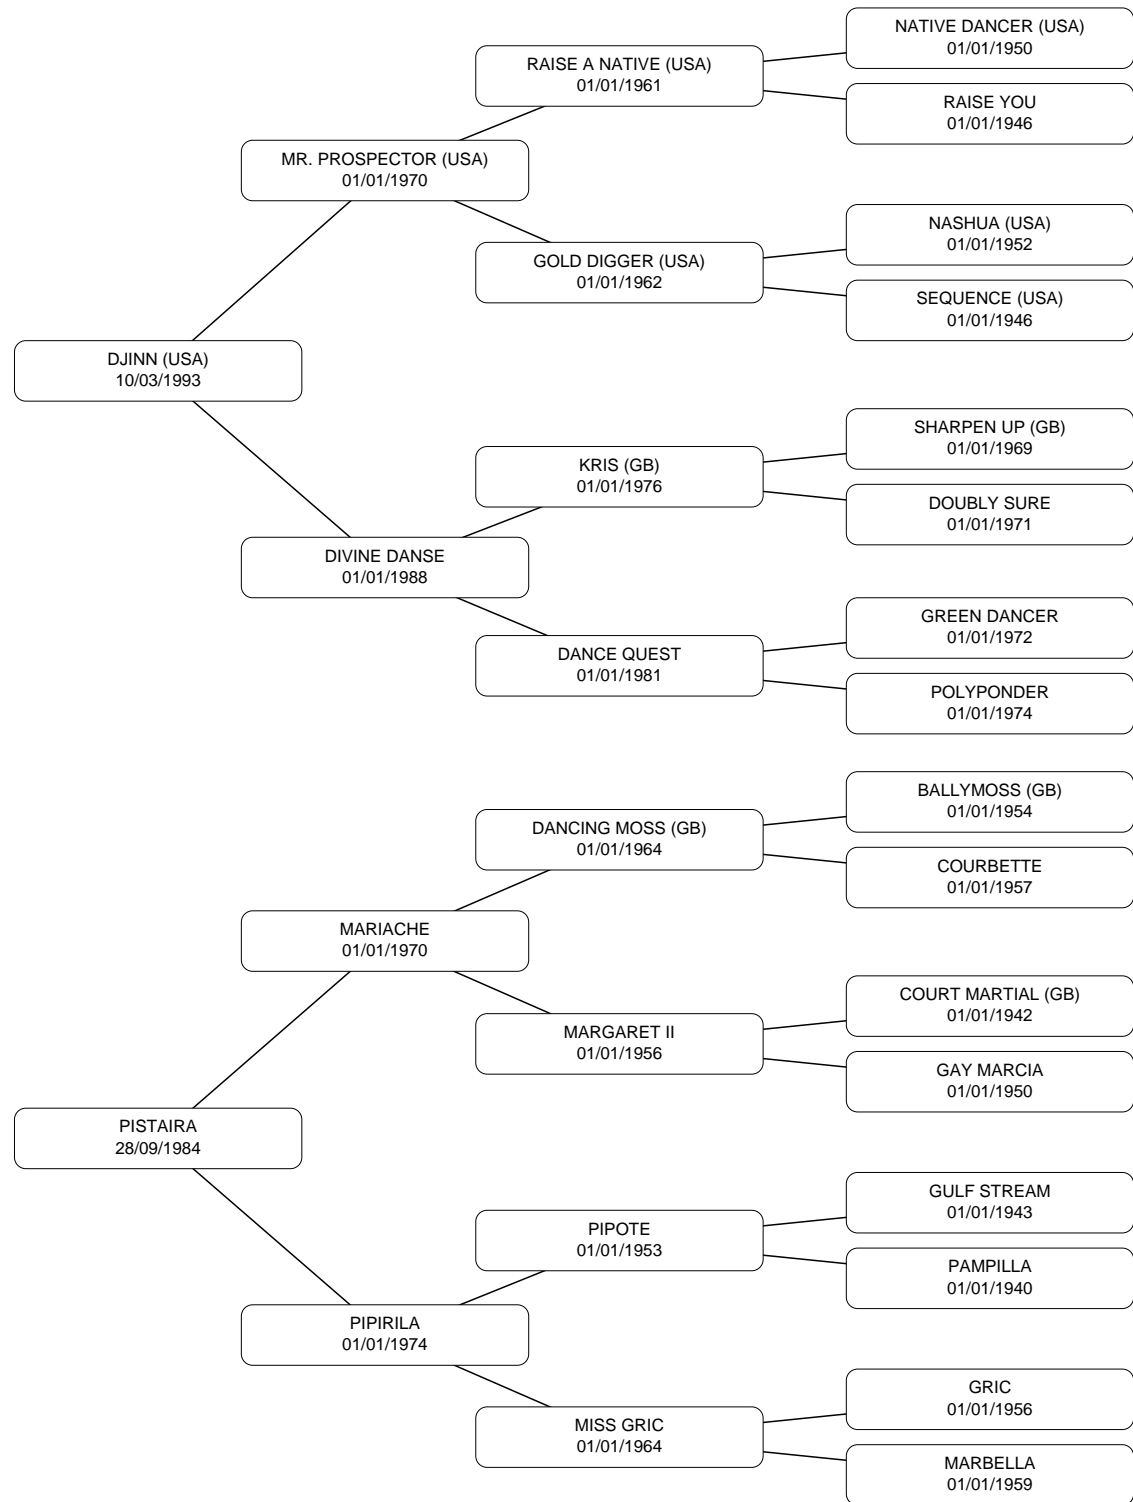 NATIVE DANCER (USA)
01/01/1950
RAISE A NATIVE (USA)
01/01/1961
RAISE YOU
01/01/1946
MR. PROSPECTOR (USA)
01/01/1970
NASHUA (USA)
01/01/1952
GOLD DIGGER (USA)
01/01/1962
SEQUENCE (USA)
01/01/1946
DJINN (USA)
10/03/1993
SHARPEN UP (GB)
01/01/1969
KRIS (GB)
01/01/1976
DOUBLY SURE
01/01/1971
DIVINE DANSE
01/01/1988
GREEN DANCER
01/01/1972
DANCE QUEST
01/01/1981
POLYPONDER
01/01/1974
BALLYMOSS (GB)
01/01/1954
DANCING MOSS (GB)
01/01/1964
COURBETTE
01/01/1957
MARIACHE
01/01/1970
COURT MARTIAL (GB)
01/01/1942
MARGARET II
01/01/1956
GAY MARCIA
01/01/1950
PISTAIRA
28/09/1984
GULF STREAM
01/01/1943
PIPOTE
01/01/1953
PAMPILLA
01/01/1940
PIPIRILA
01/01/1974
GRIC
01/01/1956
MISS GRIC
01/01/1964
MARBELLA
01/01/1959